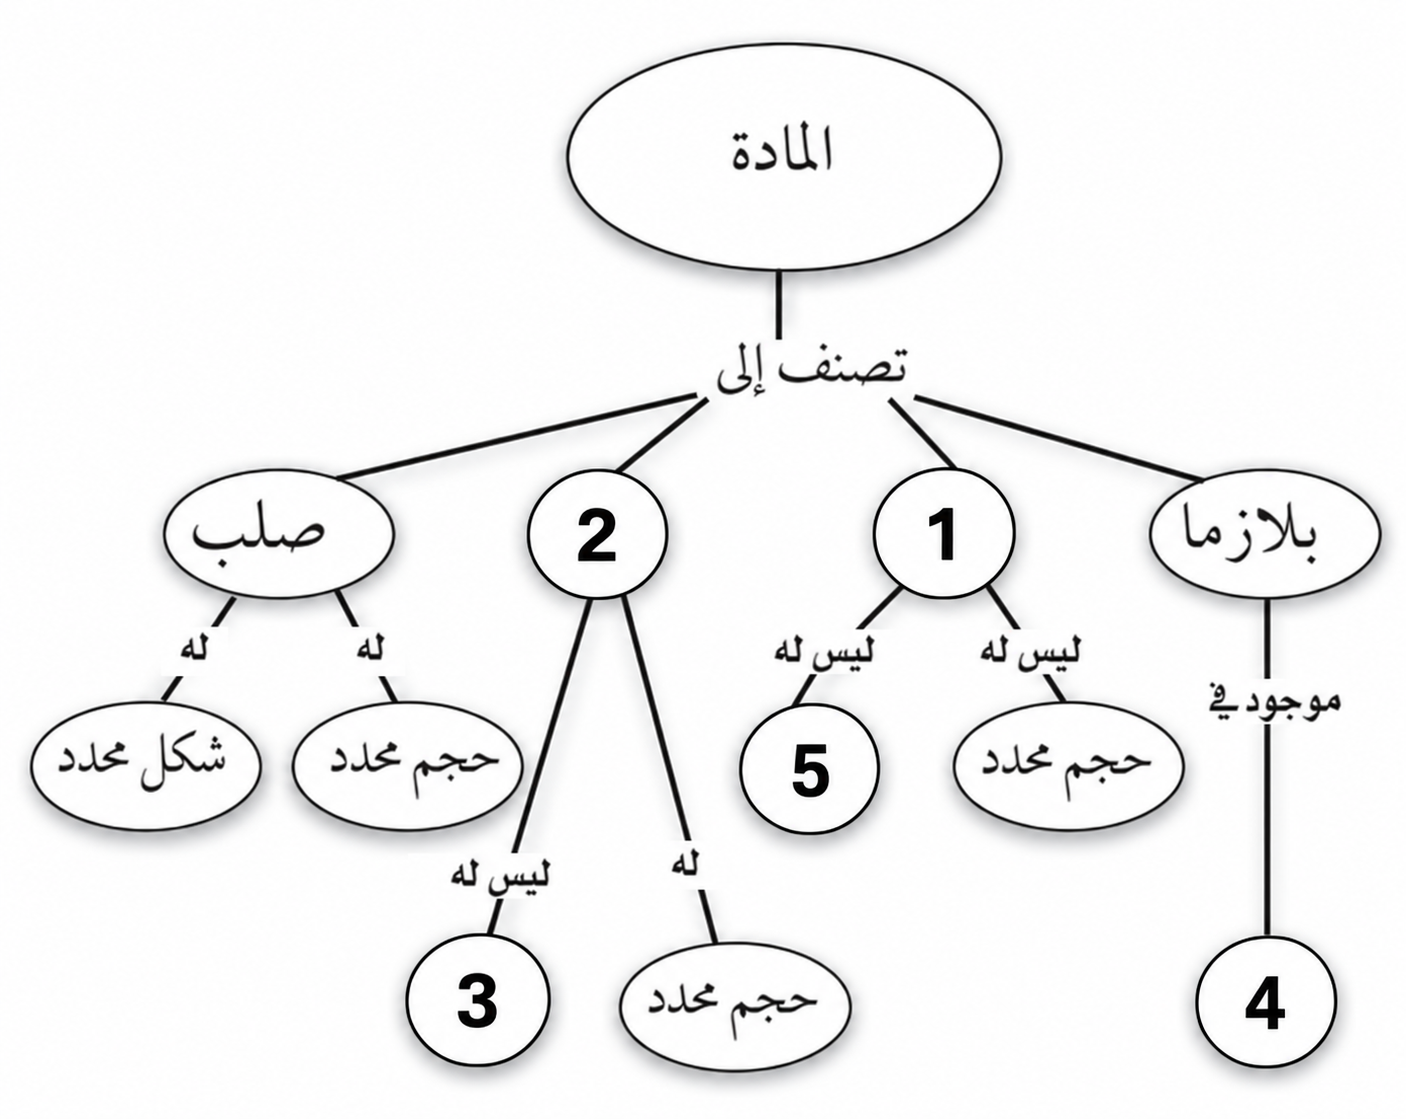 المادة
تصنف إلى
بلازما
1
2
صلب
ليس له
ليس له
له
له
موجود في
حجم محدد
5
حجم محدد
شكل محدد
له
ليس له
4
حجم محدد
3